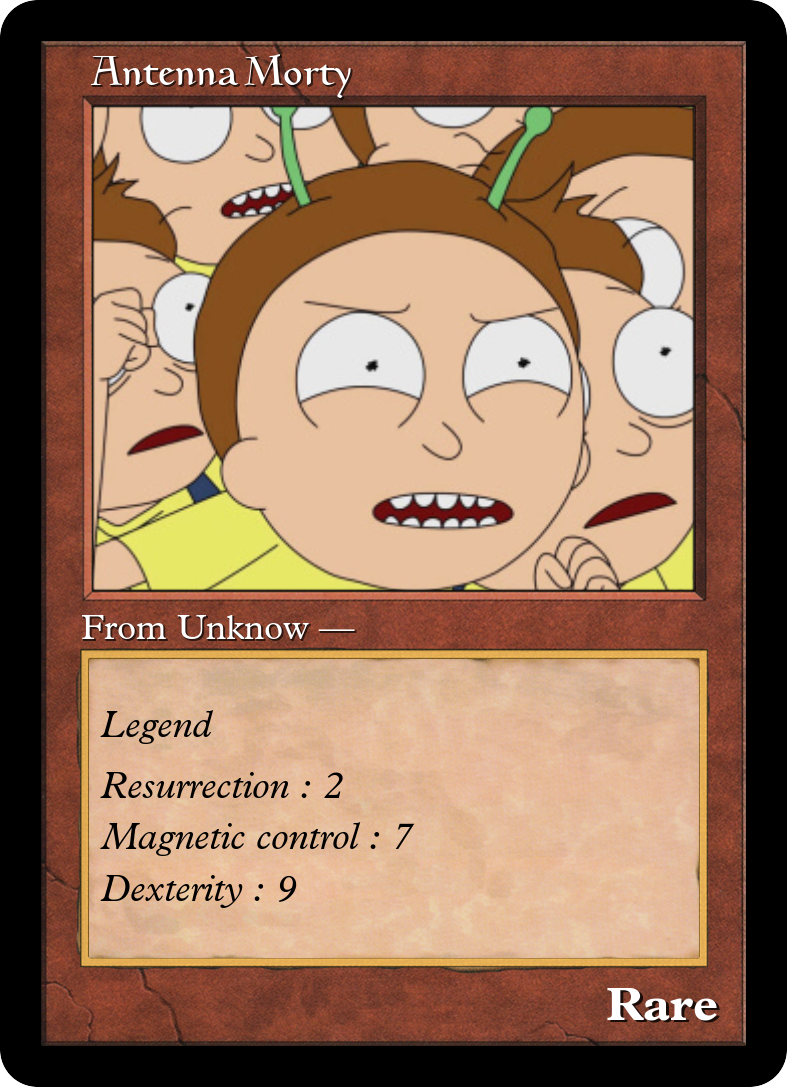 Antenna Morty
From Unknow —
Legend
Resurrection : 2
Magnetic control : 7
Dexterity : 9
Rare